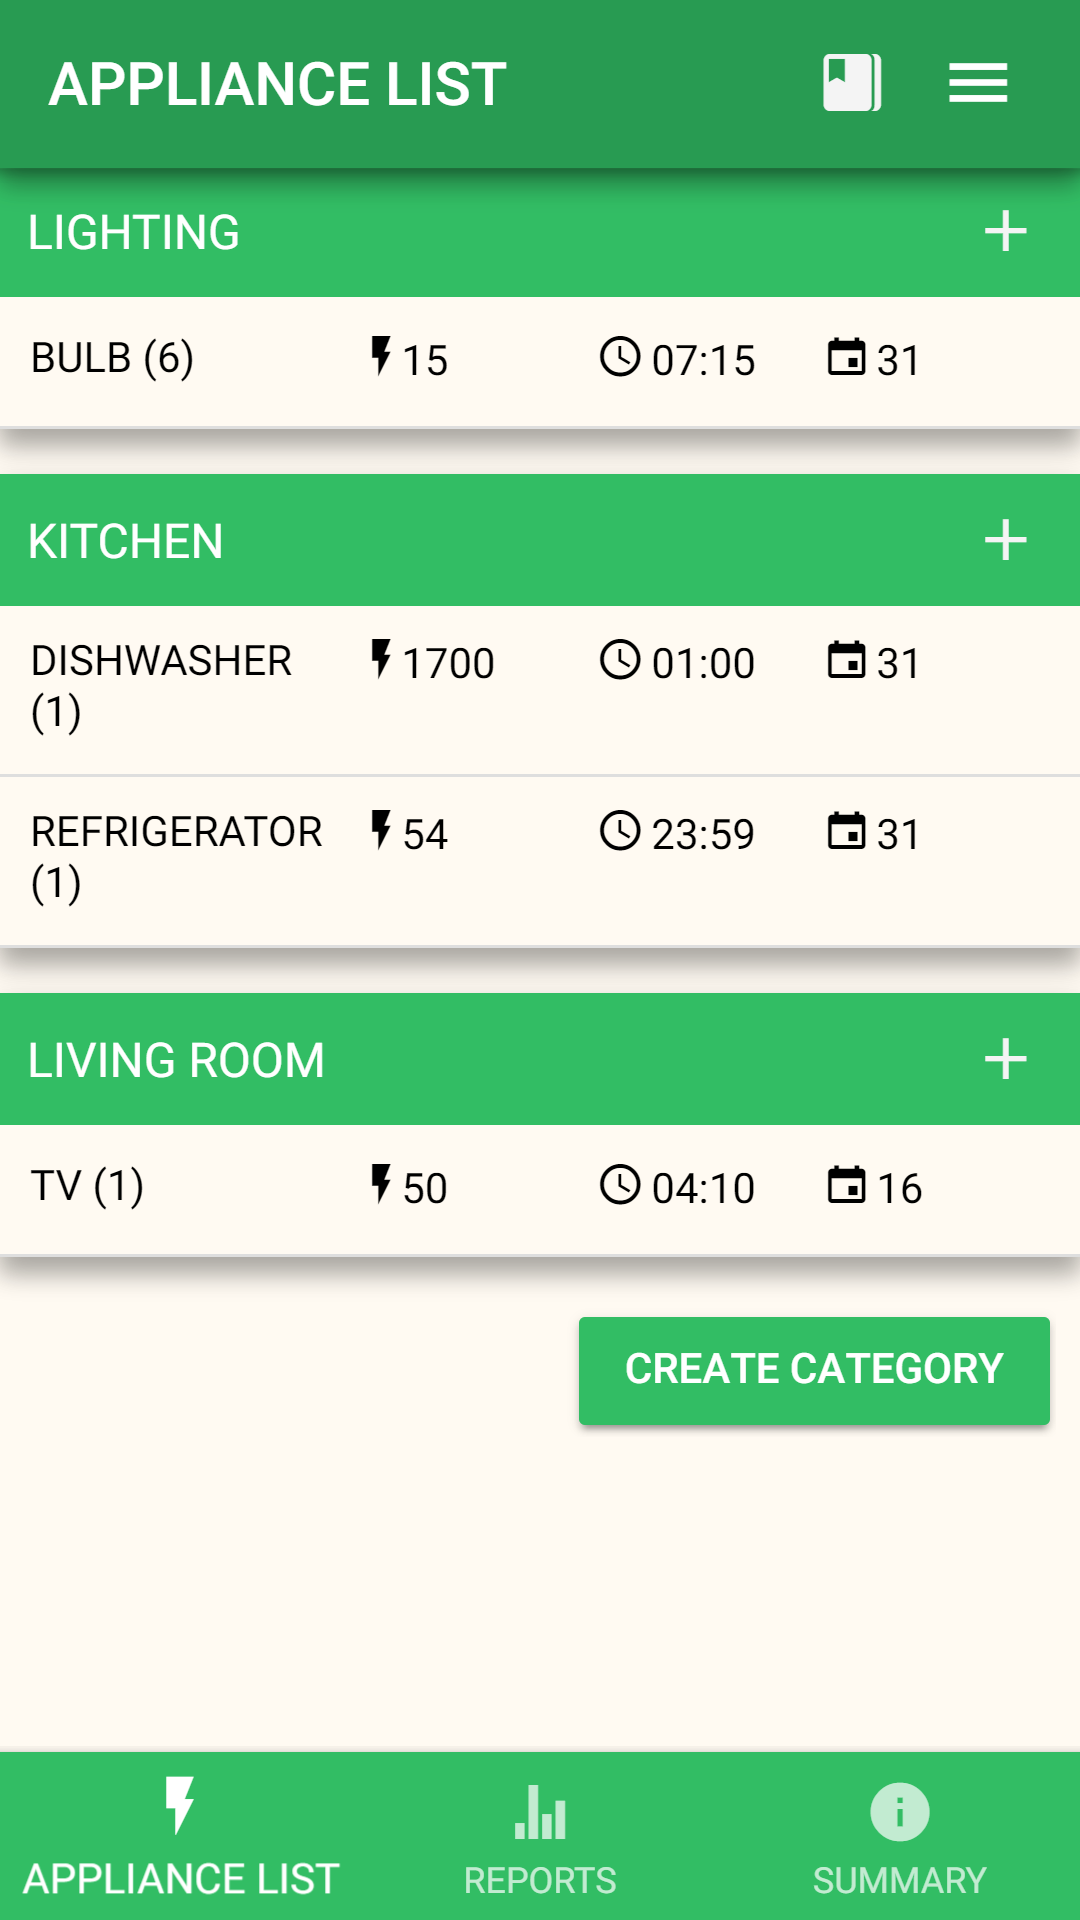 APPLIANCE LIST
LIGHTING
BULB (6) 15 07:15 31
KITCHEN
DISHWASHER (1) 1700 01:00 31
REFRIGERATOR (1) 54 23:59 31
LIVING ROOM
TV (1) 50 04:10 16
CREATE CATEGORY
APPLIANCE LIST REPORTS SUMMARY